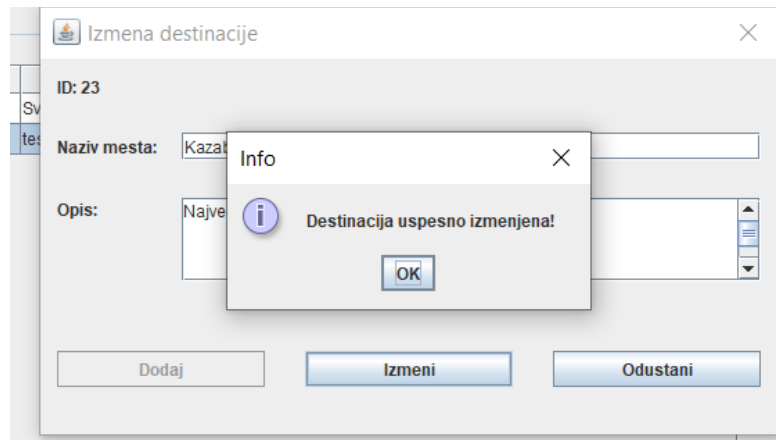 Izmena destinacije
ID: 23
Naziv mesta:
Info
Opis:
Destinacija uspesno izmenjena!
OK
Dodaj
Izmeni
Odustani